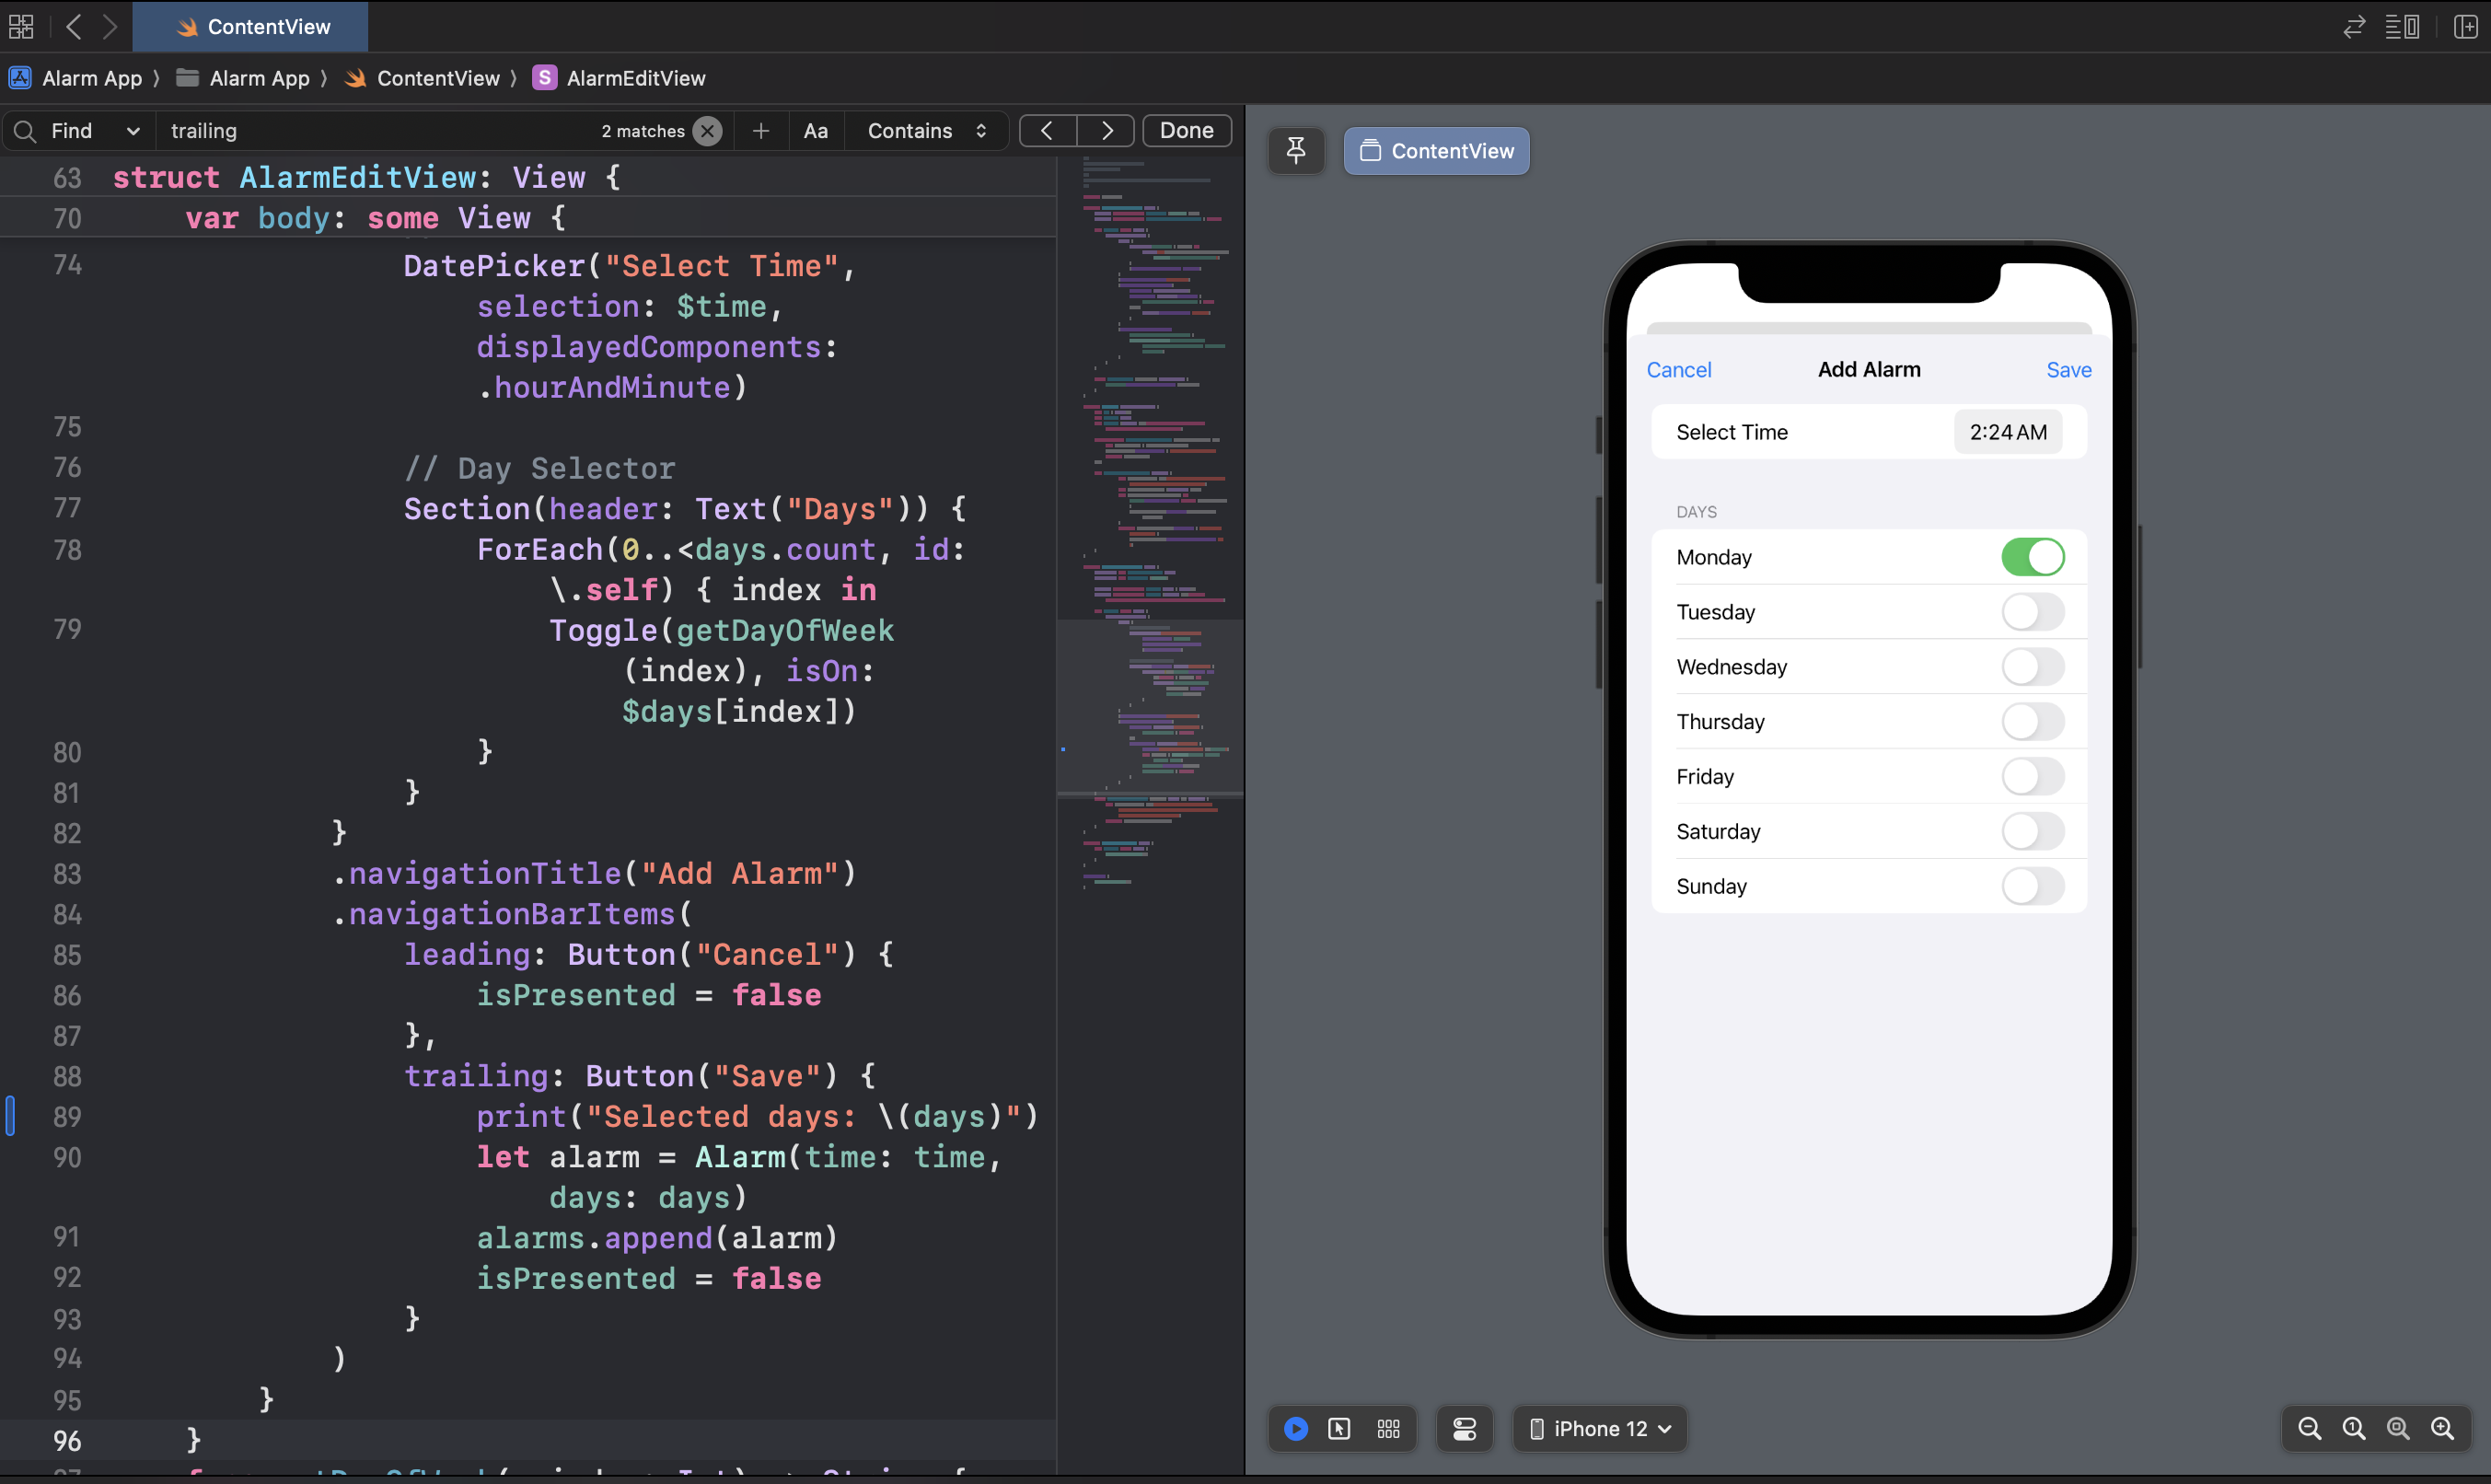 ContentView
Alarm App › Alarm App › ContentView › S AlarmEditView
Find trailing 2 matches Aa Contains Done
63 struct AlarmEditView: View {
70 var body: some View {
74 DatePicker("Select Time",
selection: $time,
displayedComponents:
.hourAndMinute)
75
76 // Day Selector
77 Section(header: Text("Days")) {
78 ForEach(0..<days.count, id:
\.self) { index in
79 Toggle(getDayOfWeek
(index), isOn:
$days[index])
80 }
81 }
82 }
83 .navigationTitle("Add Alarm")
84 .navigationBarItems(
85 leading: Button("Cancel") {
86 isPresented = false
87 },
88 trailing: Button("Save") {
89 print("Selected days: \(days)")
90 let alarm = Alarm(time: time,
days: days)
91 alarms.append(alarm)
92 isPresented = false
93 }
94 )
95 }
96 }
ContentView
Cancel Add Alarm Save
Select Time 2:24 AM
DAYS
Monday
Tuesday
Wednesday
Thursday
Friday
Saturday
Sunday
iPhone 12